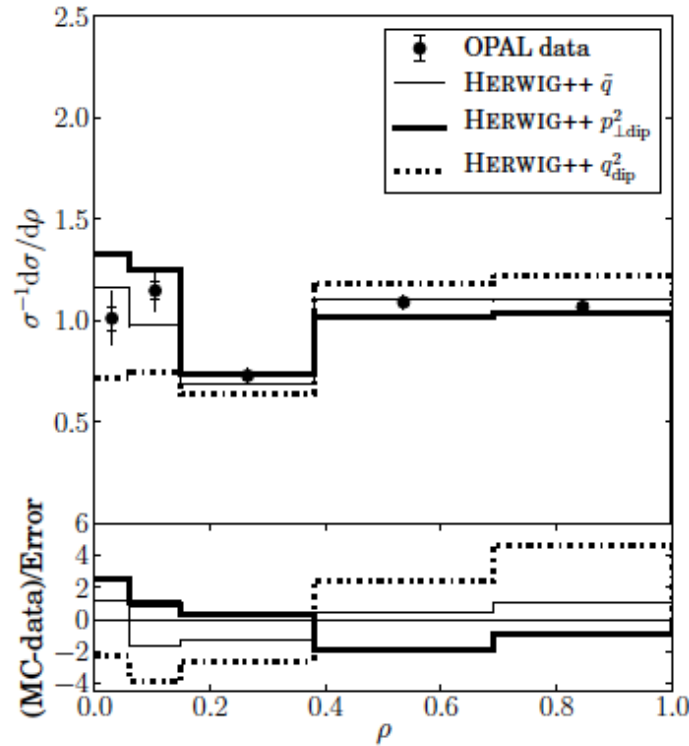 2.5
OPAL data
HERWIG++ q̃
2.0
HERWIG++ p²⊥dip
HERWIG++ q²dip
σ⁻¹dσ/dρ
1.5
1.0
0.5
6
(MC-data)/Error
4
2
0
−2
−4
0.0 0.2 0.4 0.6 0.8 1.0
ρ